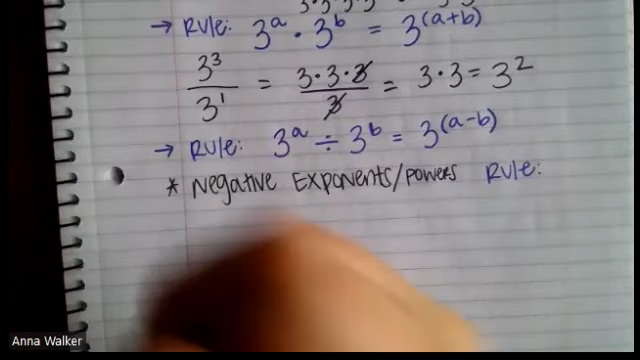 → Rule: 3^a · 3^b = 3^(a+b)
3^3 / 3^1 = 3·3·3 / 3 = 3·3 = 3^2
→ Rule: 3^a ÷ 3^b = 3^(a-b)
* Negative Exponents/powers Rule:
Anna Walker